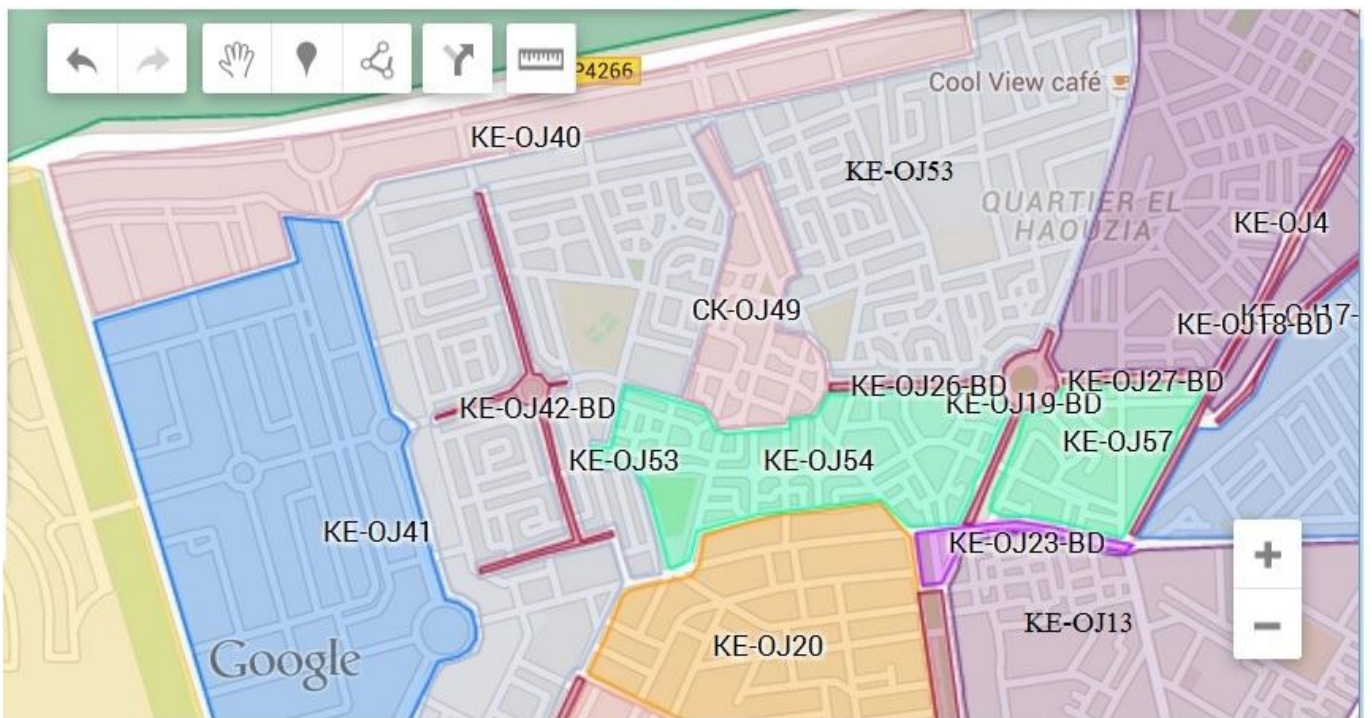 P4266
Cool View café
KE-OJ40
KE-OJ53
QUARTIER EL
HAOUZIA
KE-OJ4
CK-OJ49
KE-OJ17-
KE-OJ18-BD
KE-OJ26-BD
KE-OJ27-BD
KE-OJ42-BD
KE-OJ19-BD
KE-OJ57
KE-OJ53
KE-OJ54
KE-OJ41
KE-OJ23-BD
KE-OJ13
KE-OJ20
Google